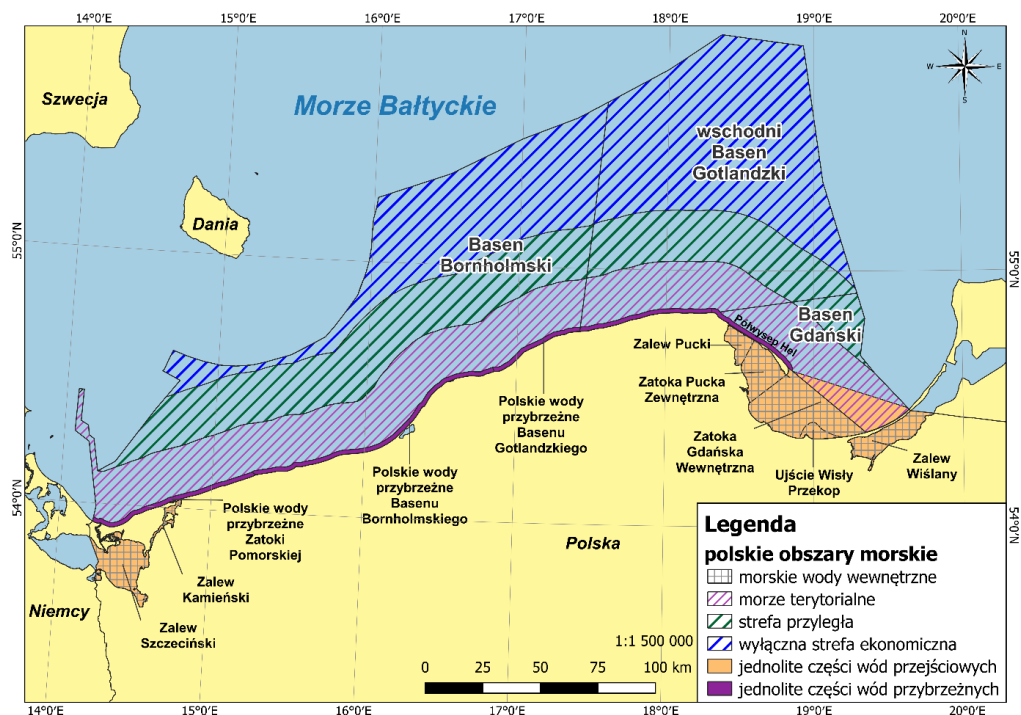 14°0'E 15°0'E 16°0'E 17°0'E 18°0'E 19°0'E 20°0'E
N
W E
S
Szwecja
Morze Bałtyckie
wschodni
Basen
Gotlandzki
Dania
55°0'N
55°0'N
Basen
Bornholmski
Basen
Gdański
Półwysep Hel
Zalew Pucki
Zatoka Pucka
Zewnętrzna
Polskie wody
przybrzeżne
Basenu
Gotlandzkiego
Zatoka
Gdańska
Wewnętrzna
Ujście Wisły
Przekop
Zalew
Wiślany
Polskie wody
przybrzeżne
Basenu
Bornholmskiego
54°0'N
54°0'N
Polskie wody
przybrzeżne
Zatoki
Pomorskiej
Polska
Zalew
Kamieński
Niemcy
Zalew
Szczeciński
Legenda
polskie obszary morskie
morskie wody wewnętrzne
morze terytorialne
strefa przyległa
wyłączna strefa ekonomiczna
jednolite części wód przejściowych
jednolite części wód przybrzeżnych
1:1 500 000
0 25 50 75 100 km
14°0'E 15°0'E 16°0'E 17°0'E 18°0'E 19°0'E 20°0'E